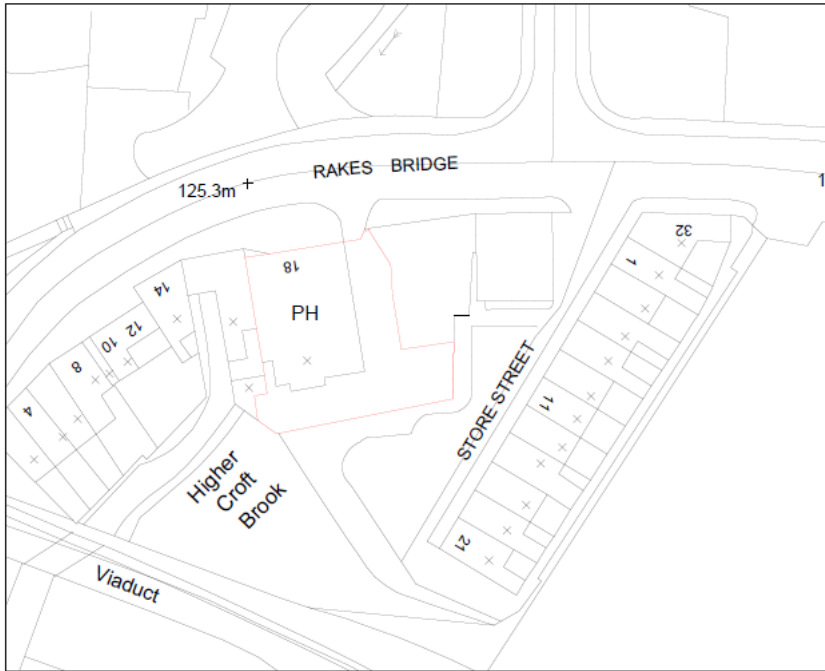 RAKES BRIDGE
125.3m
1
32
18
1
14
PH
12
10
8
4
STORE STREET
11
Higher
Croft
Brook
21
Viaduct